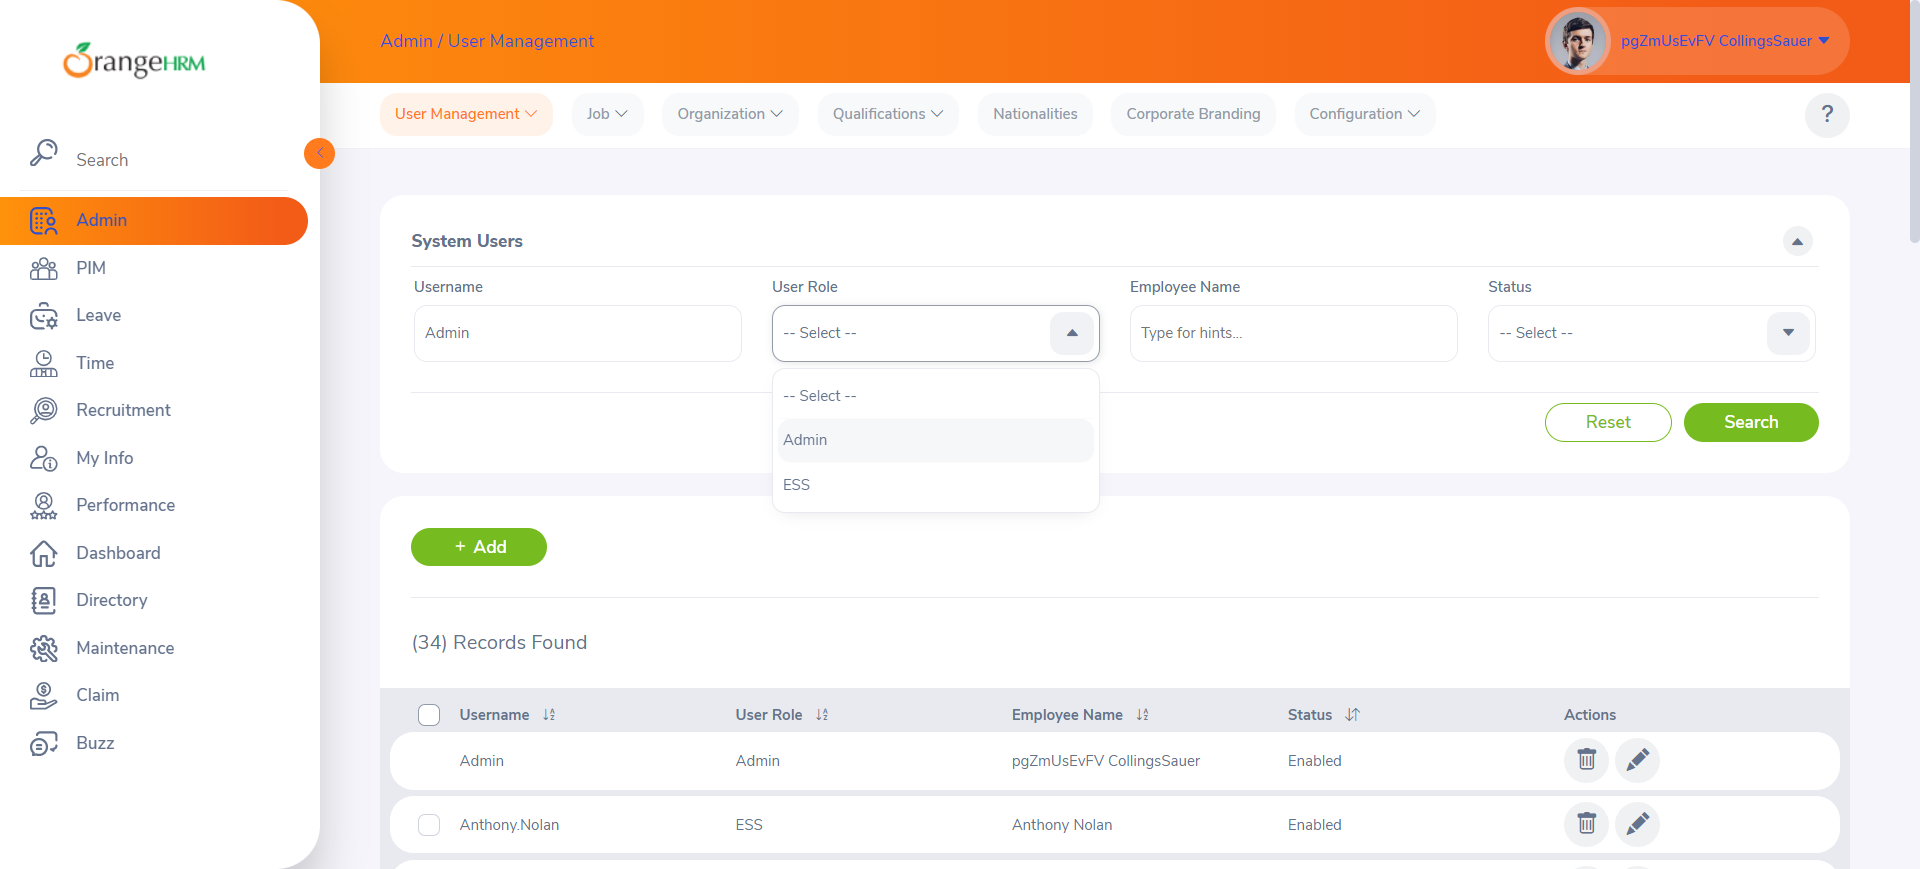 OrangeHRM
Admin / User Management
pgZmUsEvFV CollingsSauer
User Management
Job
Organization
Qualifications
Nationalities
Corporate Branding
Configuration
?
Search
Admin
PIM
Leave
Time
Recruitment
My Info
Performance
Dashboard
Directory
Maintenance
Claim
Buzz
System Users
Username
User Role
Employee Name
Status
Admin
-- Select --
Type for hints...
-- Select --
-- Select --
Admin
ESS
Reset
Search
+ Add
(34) Records Found
Username
User Role
Employee Name
Status
Actions
Admin
Admin
pgZmUsEvFV CollingsSauer
Enabled
Anthony.Nolan
ESS
Anthony Nolan
Enabled